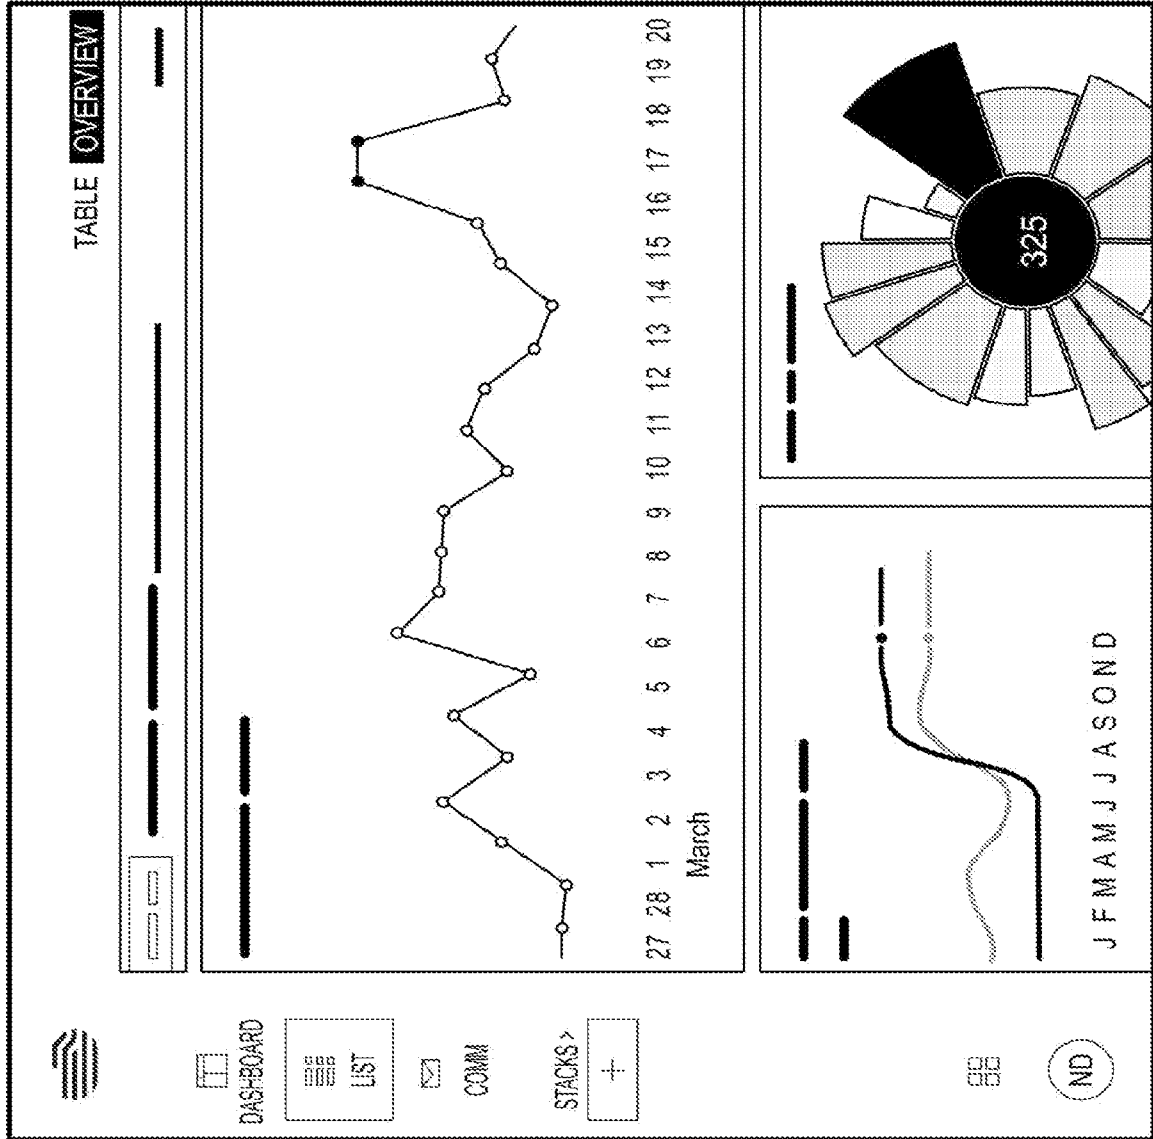 TABLE OVERVIEW
DASHBOARD
LIST
COMM
STACKS >
+
ND
27 28 1 2 3 4 5 6 7 8 9 10 11 12 13 14 15 16 17 18 19 20
March
J F M A M J J A S O N D
325